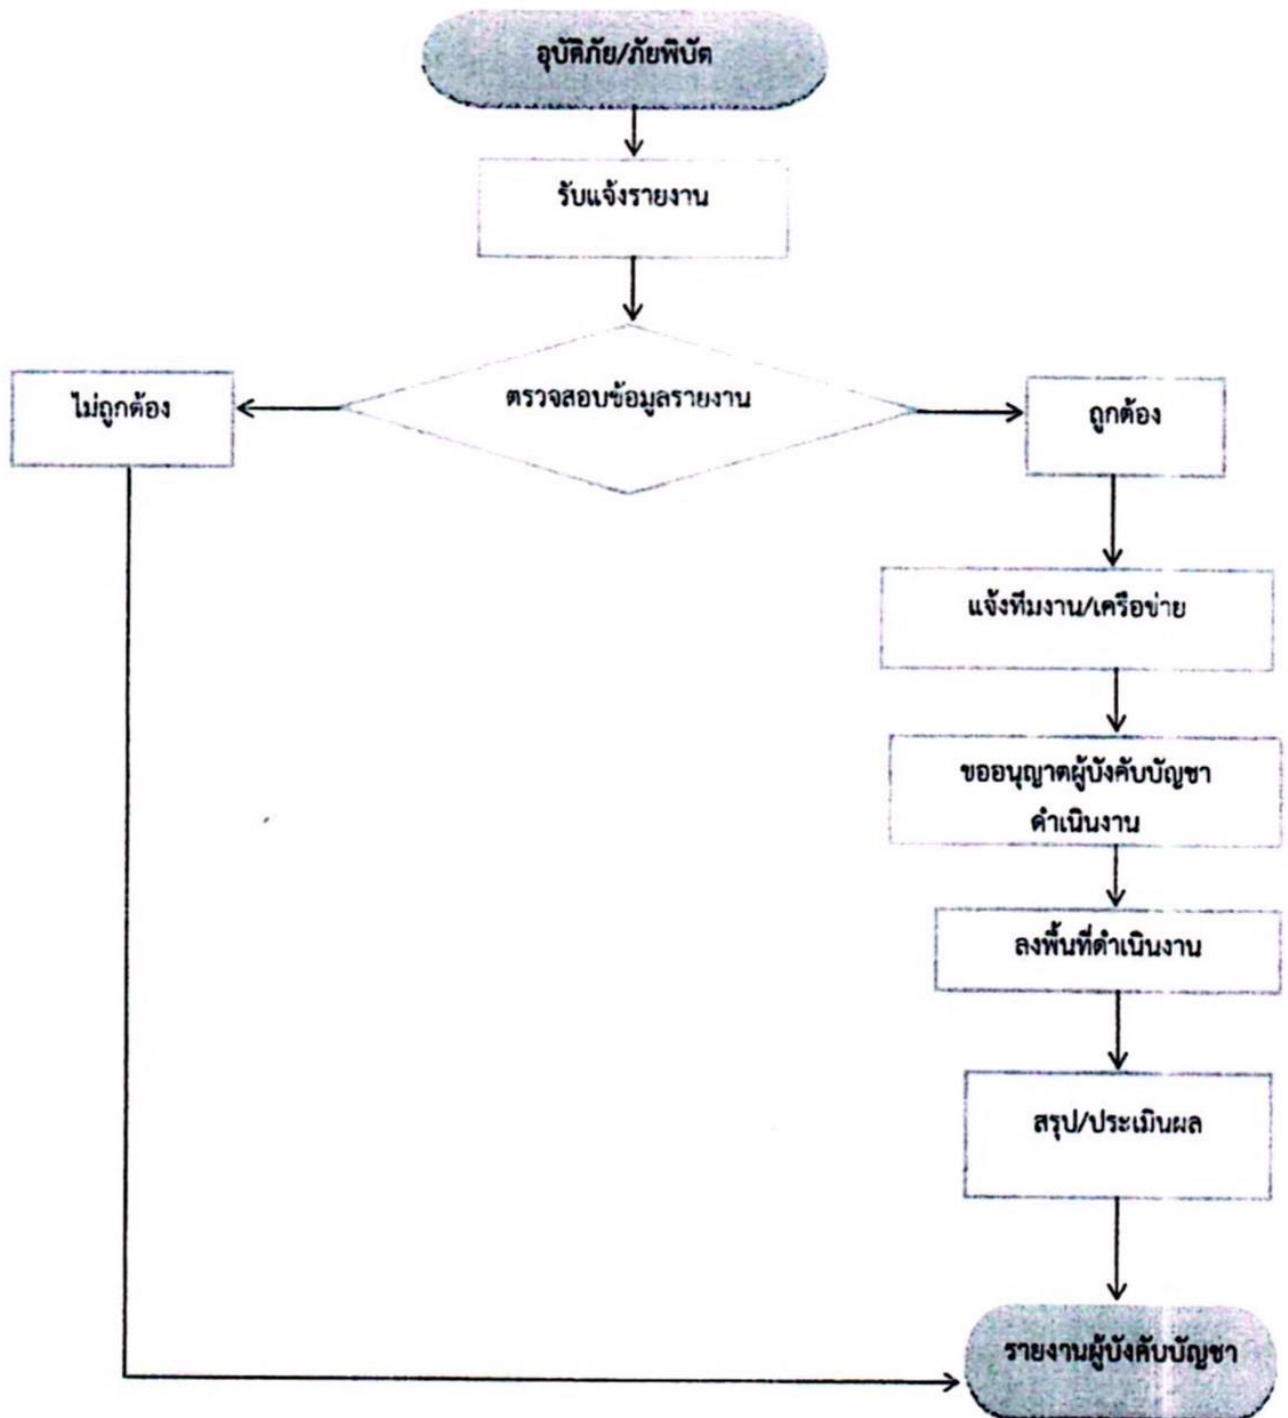 อุบัติภัย/ภัยพิบัต
รับแจ้งรายงาน
ตรวจสอบข้อมูลรายงาน
ไม่ถูกต้อง
ถูกต้อง
แจ้งทีมงาน/เครือข่าย
ขออนุญาตผู้บังคับบัญชา
ดำเนินงาน
ลงพื้นที่ดำเนินงาน
สรุป/ประเมินผล
รายงานผู้บังคับบัญชา